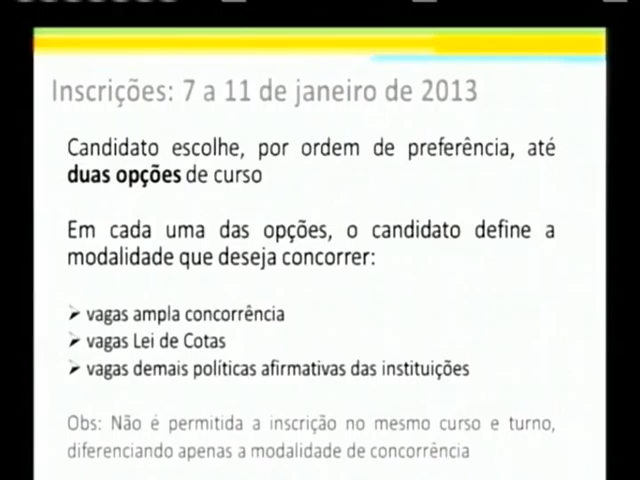 Inscrições: 7 a 11 de janeiro de 2013
Candidato escolhe, por ordem de preferência, até
duas opções de curso
Em cada uma das opções, o candidato define a
modalidade que deseja concorrer:
➤ vagas ampla concorrência
➤ vagas Lei de Cotas
➤ vagas demais políticas afirmativas das instituições
Obs: Não é permitida a inscrição no mesmo curso e turno,
diferenciando apenas a modalidade de concorrência